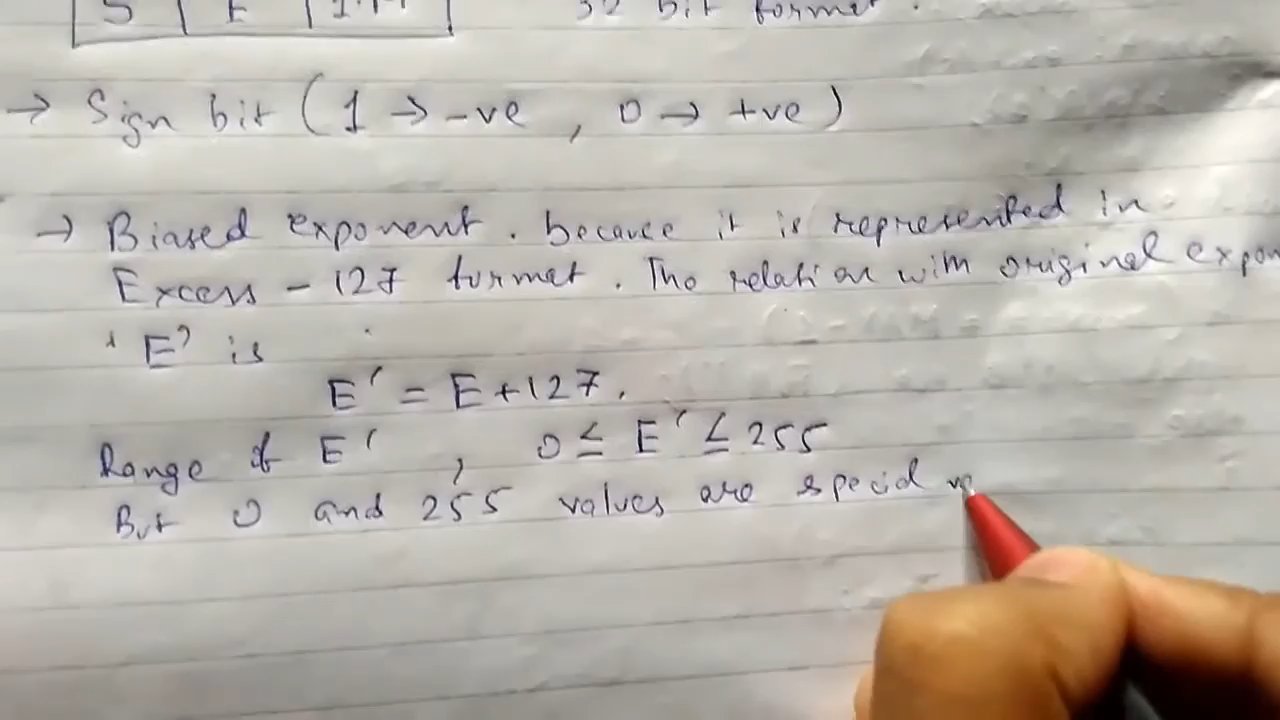 S E 1.M 32 bit format.
→ Sign bit (1 → -ve, 0 → +ve)
→ Biased exponent. because it is represented in
Excess - 127 format. The relation with original expon
'E' is
E' = E+127.
Range of E', 0 ≤ E' ≤ 255
But 0 and 255 values are special